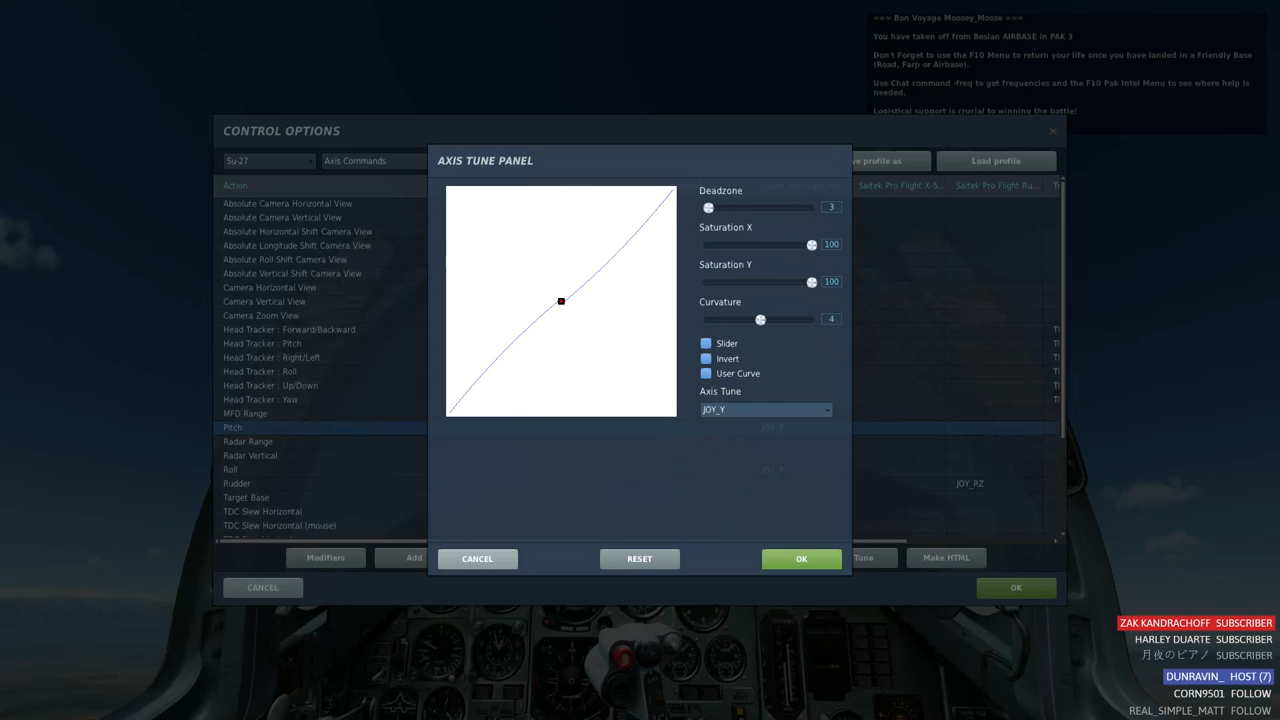 === Bon Voyage Moosey_Moose ===
You have taken off from Beslan AIRBASE in PAK 3
Don't Forget to use the F10 Menu to return your life once you have landed in a Friendly Base
(Road, Farp or Airbase).
Use Chat command -freq to get frequencies and the F10 Pak Intel Menu to see where help is
needed.
Logistical support is crucial to winning the battle!
CONTROL OPTIONS
×
Su-27
Axis Commands
ve profile as
Load profile
Action
Saitek Pro Flight X-5...
Saitek Pro Flight Ru...
Absolute Camera Horizontal View
Absolute Camera Vertical View
Absolute Horizontal Shift Camera View
Absolute Longitude Shift Camera View
Absolute Roll Shift Camera View
Absolute Vertical Shift Camera View
Camera Horizontal View
Camera Vertical View
Camera Zoom View
Head Tracker : Forward/Backward
Head Tracker : Pitch
Head Tracker : Right/Left
Head Tracker : Roll
Head Tracker : Up/Down
Head Tracker : Yaw
MFD Range
Pitch
JOY_Y
Radar Range
Radar Vertical
Roll
JOY_X
Rudder
JOY_RZ
Target Base
TDC Slew Horizontal
TDC Slew Horizontal (mouse)
Modifiers
Add
Tune
Make HTML
CANCEL
OK
AXIS TUNE PANEL
Deadzone
3
Saturation X
100
Saturation Y
100
Curvature
4
Slider
Invert
User Curve
Axis Tune
JOY_Y
CANCEL
RESET
OK
ZAK KANDRACHOFF SUBSCRIBER
HARLEY DUARTE SUBSCRIBER
月夜のピアノ SUBSCRIBER
DUNRAVIN_ HOST (7)
CORN9501 FOLLOW
REAL_SIMPLE_MATT FOLLOW